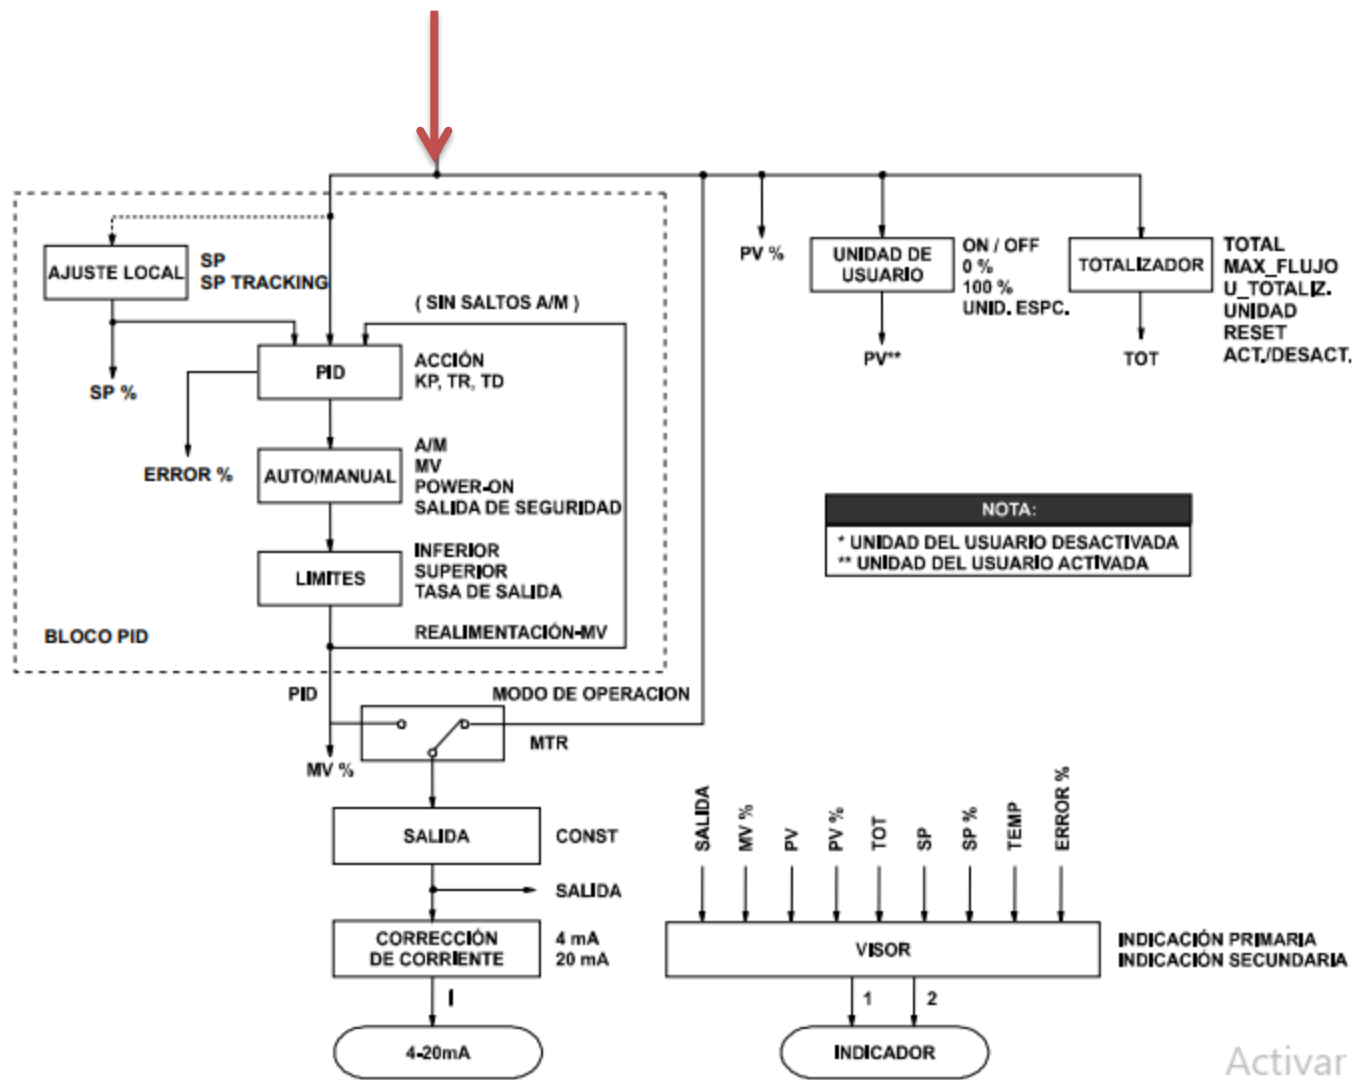 AJUSTE LOCAL
SP
SP TRACKING
( SIN SALTOS A/M )
PV %
UNIDAD DE
USUARIO
ON / OFF
0 %
100 %
UNID. ESPC.
TOTALIZADOR
TOTAL
MAX_FLUJO
U_TOTALIZ.
UNIDAD
RESET
ACT./DESACT.
PV**
TOT
SP %
PID
ACCIÓN
KP, TR, TD
ERROR %
AUTO/MANUAL
A/M
MV
POWER-ON
SALIDA DE SEGURIDAD
LIMITES
INFERIOR
SUPERIOR
TASA DE SALIDA
BLOCO PID
REALIMENTACIÓN-MV
NOTA:
* UNIDAD DEL USUARIO DESACTIVADA
** UNIDAD DEL USUARIO ACTIVADA
PID
MODO DE OPERACION
MTR
MV %
SALIDA
CONST
SALIDA
CORRECCIÓN
DE CORRIENTE
4 mA
20 mA
I
4-20mA
SALIDA
MV %
PV
PV %
TOT
SP
SP %
TEMP
ERROR %
VISOR
INDICACIÓN PRIMARIA
INDICACIÓN SECUNDARIA
1
2
INDICADOR
Activar